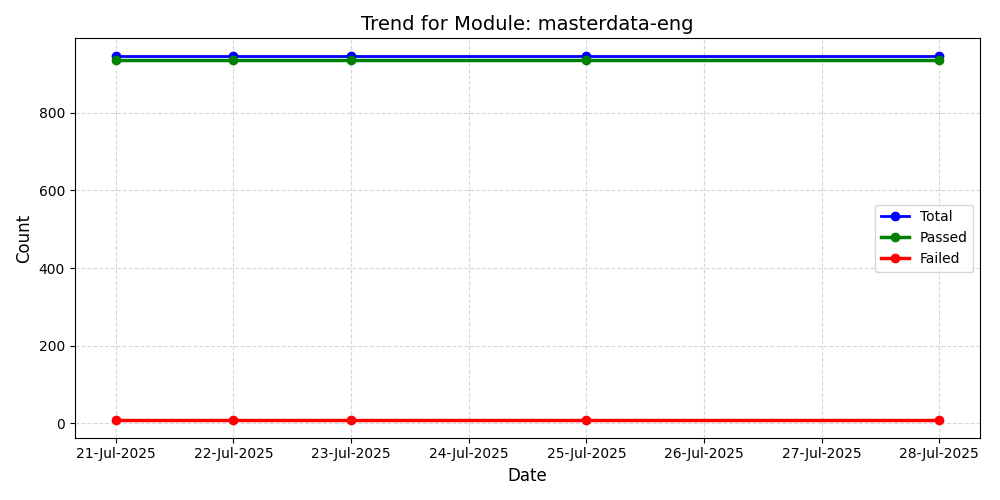 Trend for Module: masterdata-eng
Count
800
600
400
200
0
Total
Passed
Failed
21-Jul-2025 22-Jul-2025 23-Jul-2025 24-Jul-2025 25-Jul-2025 26-Jul-2025 27-Jul-2025 28-Jul-2025
Date